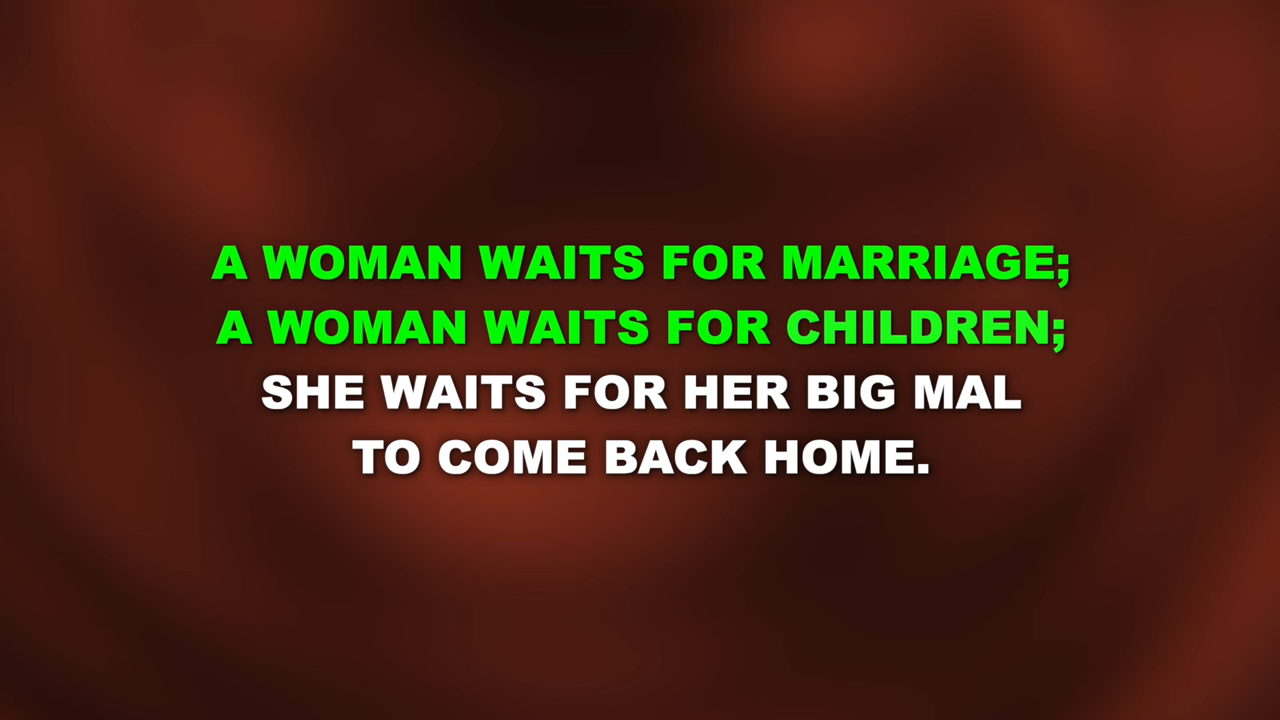 A WOMAN WAITS FOR MARRIAGE;
A WOMAN WAITS FOR CHILDREN;
SHE WAITS FOR HER BIG MAL
TO COME BACK HOME.